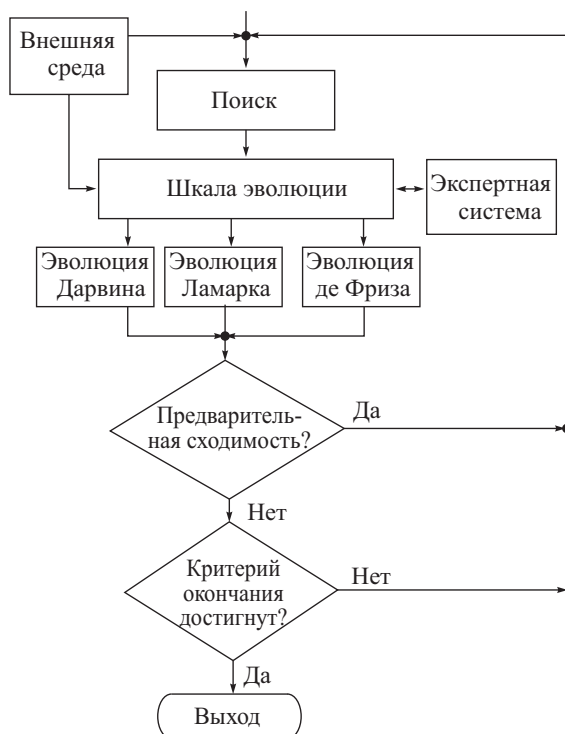 Внешняя
среда
Поиск
Шкала эволюции
Экспертная
система
Эволюция
Дарвина
Эволюция
Ламарка
Эволюция
де Фриза
Предваритель-
ная сходимость?
Да
Нет
Критерий
окончания
достигнут?
Нет
Да
Выход